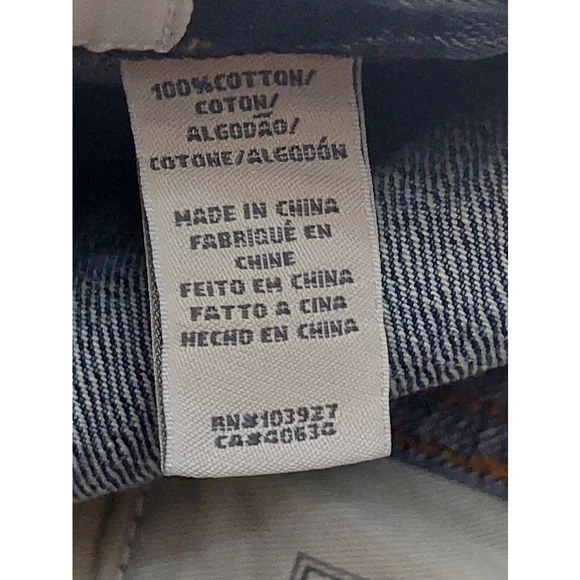 100%COTTON/
COTON/
ALGODÃO/
COTONE/ALGODÓN
MADE IN CHINA
FABRIQUÉ EN
CHINE
FEITO EM CHINA
FATTO A CINA
HECHO EN CHINA
RN#103927
CA#40634